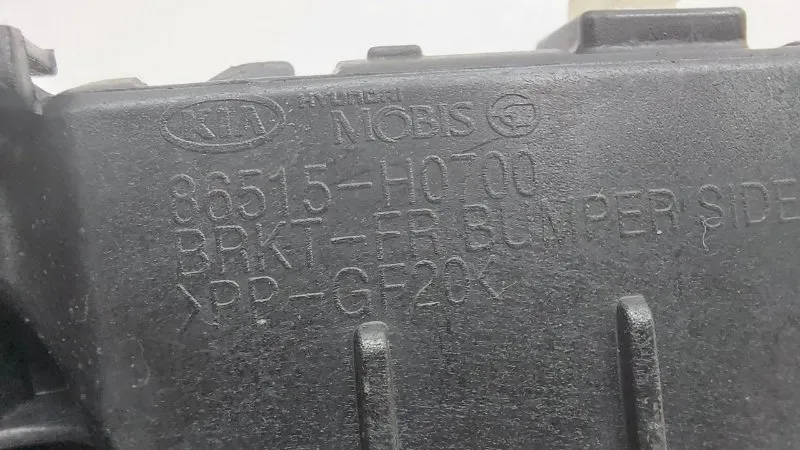 KIA HYUNDAI MOBIS
86515-H0700
BRKT-FR BUMPER SIDE
>PP-GF20<